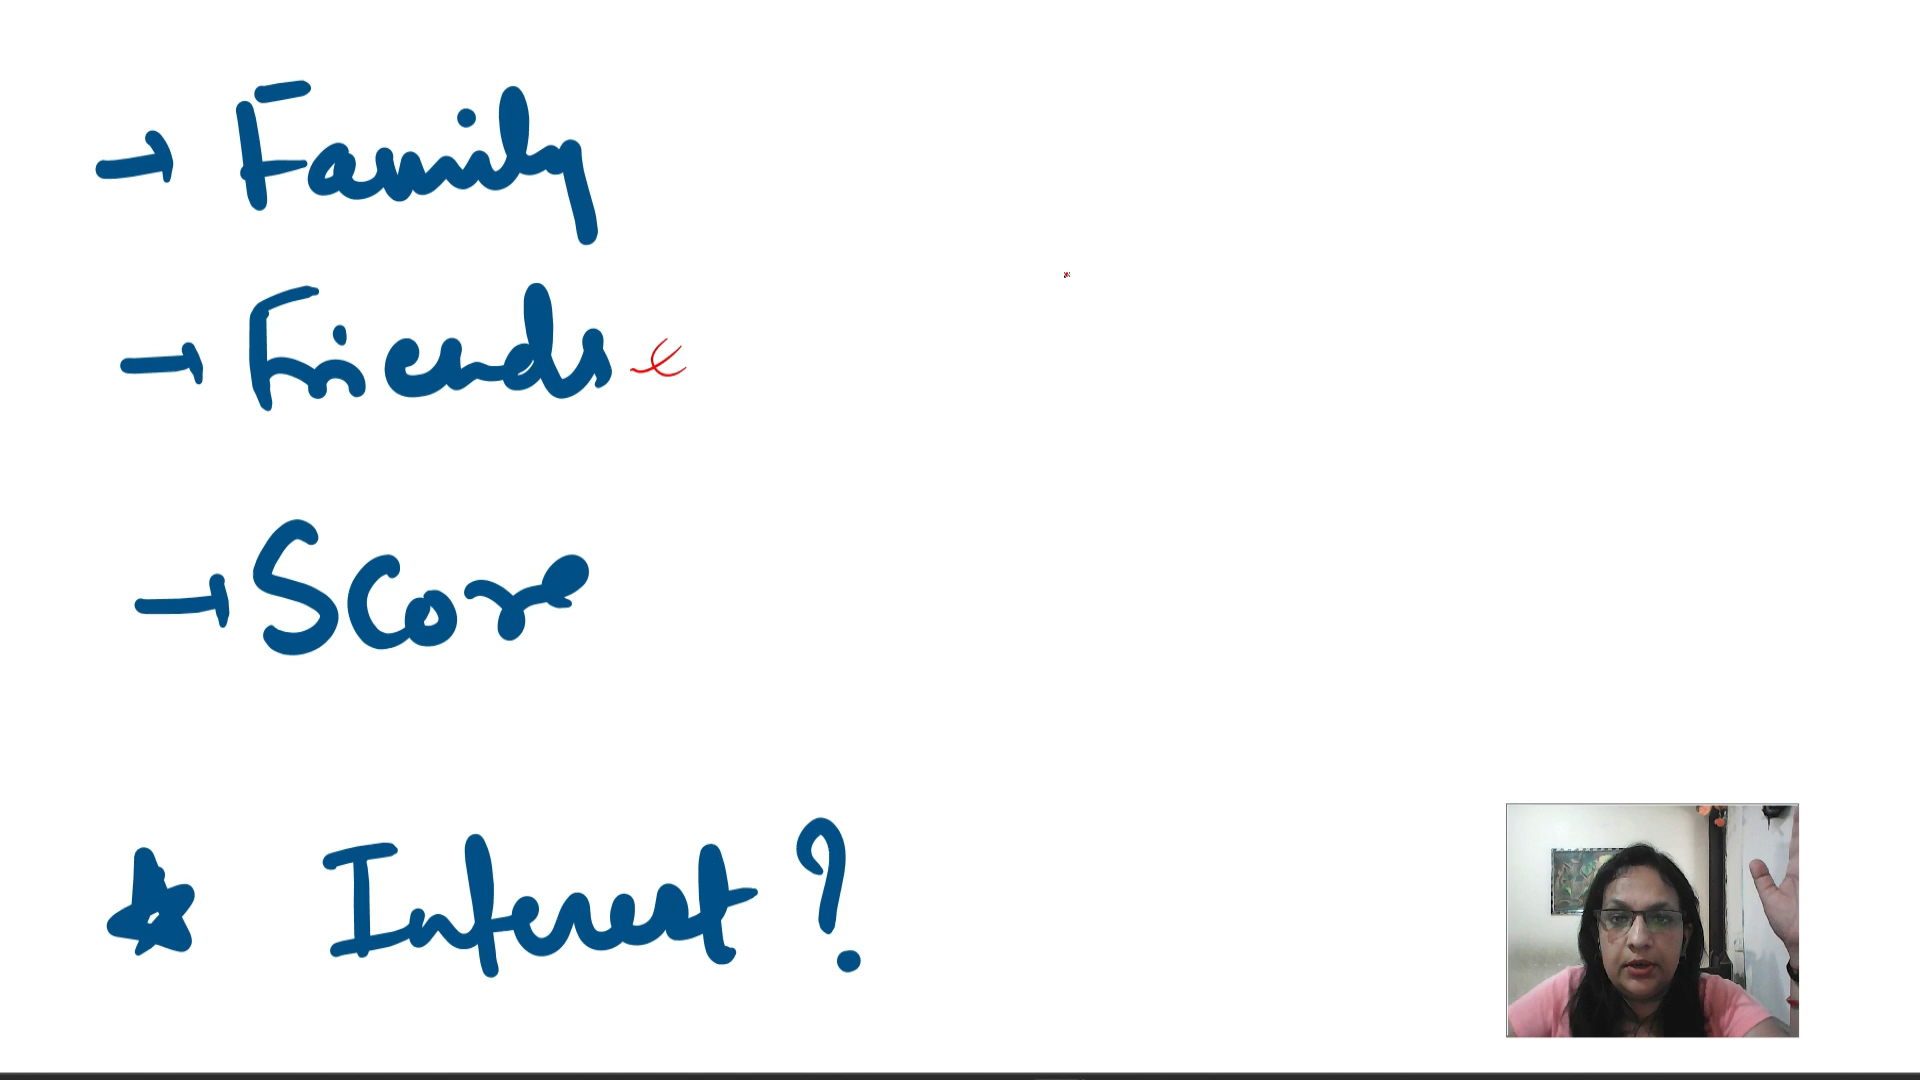 → Family
→ Friends
→ Score
☆ Interest?